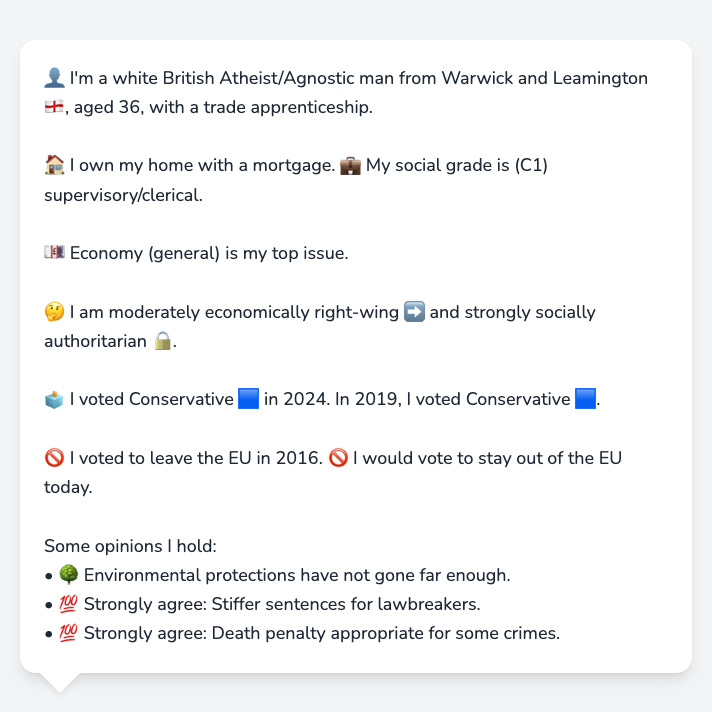 👤 I'm a white British Atheist/Agnostic man from Warwick and Leamington
🏴󠁧󠁢󠁥󠁮󠁧󠁿, aged 36, with a trade apprenticeship.
🏠 I own my home with a mortgage. 💼 My social grade is (C1)
supervisory/clerical.
💷 Economy (general) is my top issue.
🤔 I am moderately economically right-wing ➡️ and strongly socially
authoritarian 🔒.
🗳️ I voted Conservative 🟦 in 2024. In 2019, I voted Conservative 🟦.
🚫 I voted to leave the EU in 2016. 🚫 I would vote to stay out of the EU
today.
Some opinions I hold:
• 🌳 Environmental protections have not gone far enough.
• 💯 Strongly agree: Stiffer sentences for lawbreakers.
• 💯 Strongly agree: Death penalty appropriate for some crimes.